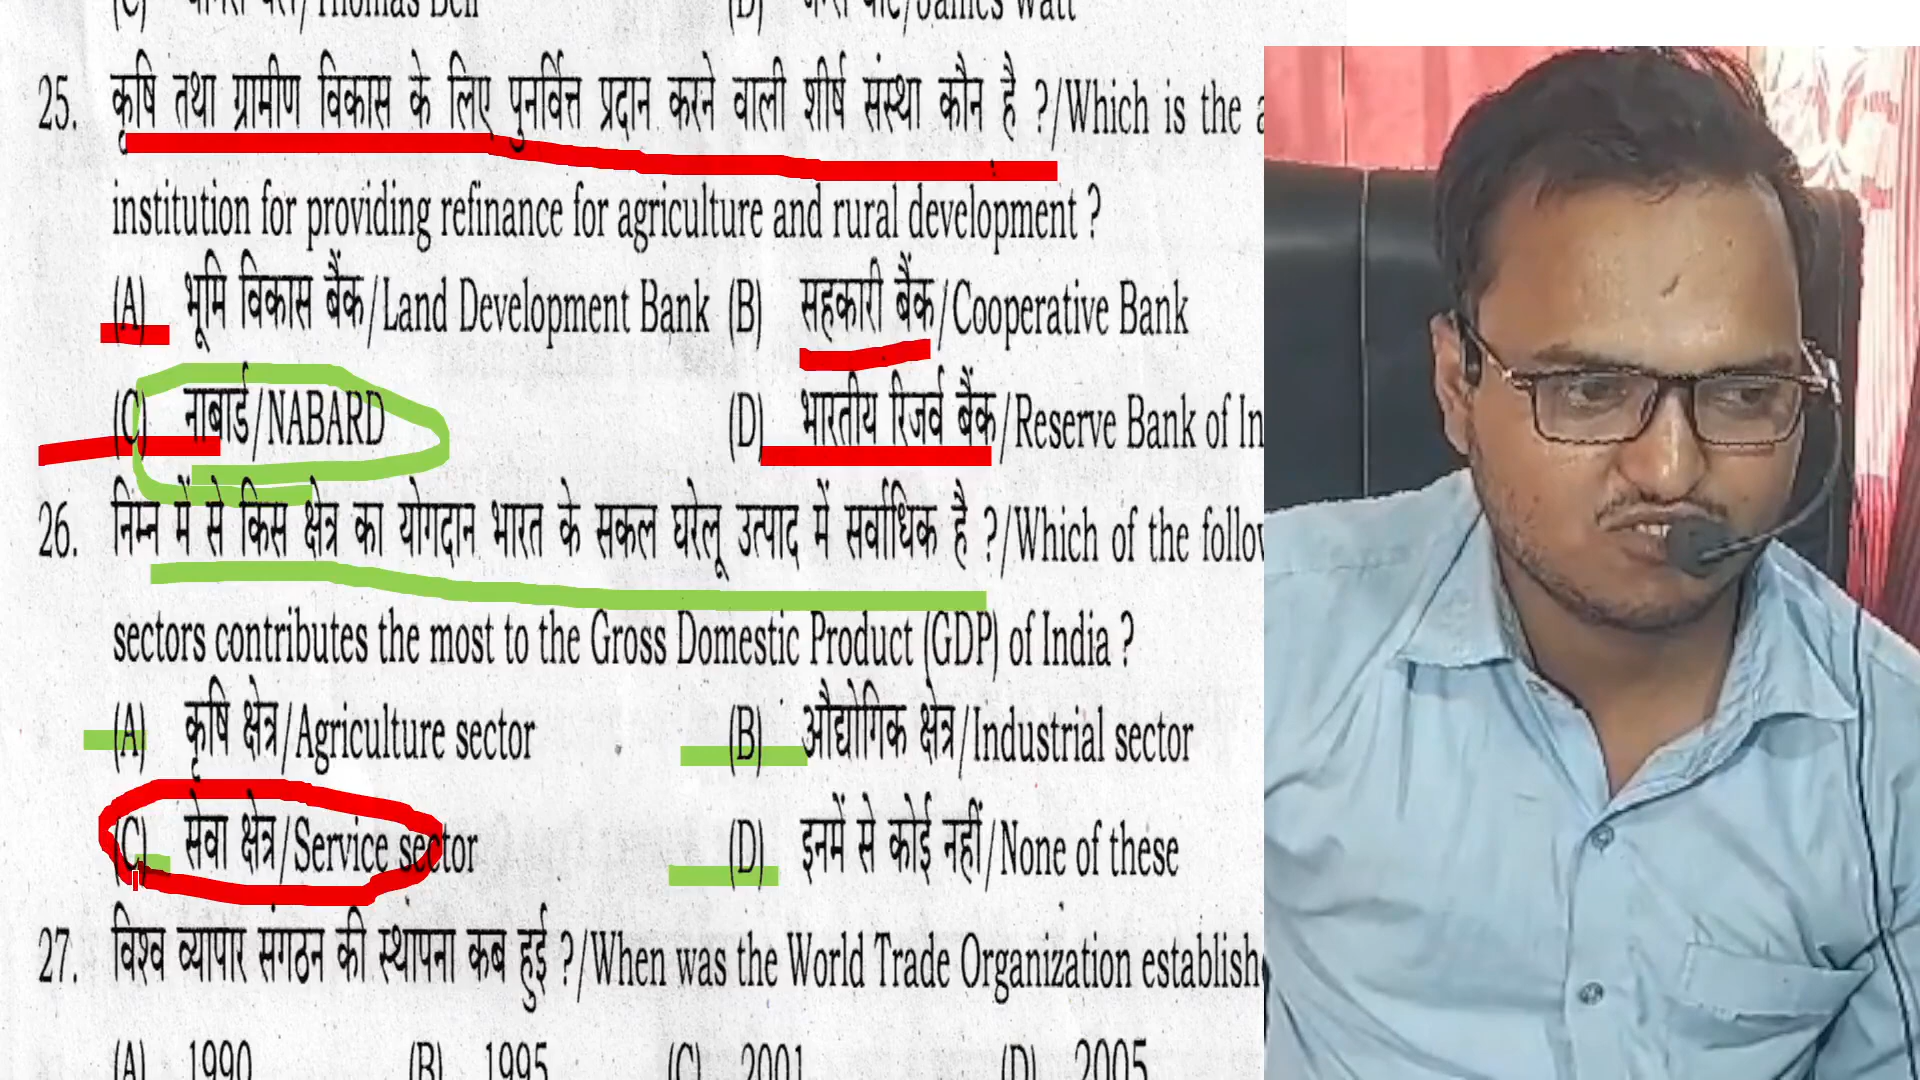 (D) James Watt
25. कृषि तथा ग्रामीण विकास के लिए पुनर्वित्त प्रदान करने वाली शीर्ष संस्था कौन है ?/Which is the
institution for providing refinance for agriculture and rural development ?
(A) भूमि विकास बैंक/Land Development Bank (B) सहकारी बैंक/Cooperative Bank
(C) नाबार्ड/NABARD (D) भारतीय रिजर्व बैंक/Reserve Bank of In
26. निम्न में से किस क्षेत्र का योगदान भारत के सकल घरेलू उत्पाद में सर्वाधिक है ?/Which of the follow
sectors contributes the most to the Gross Domestic Product (GDP) of India ?
(A) कृषि क्षेत्र/Agriculture sector (B) औद्योगिक क्षेत्र/Industrial sector
(C) सेवा क्षेत्र/Service sector (D) इनमें से कोई नहीं/None of these
27. विश्व व्यापार संगठन की स्थापना कब हुई ?/When was the World Trade Organization establish
(A) 1990 (B) 1995 (C) 2001 (D) 2005